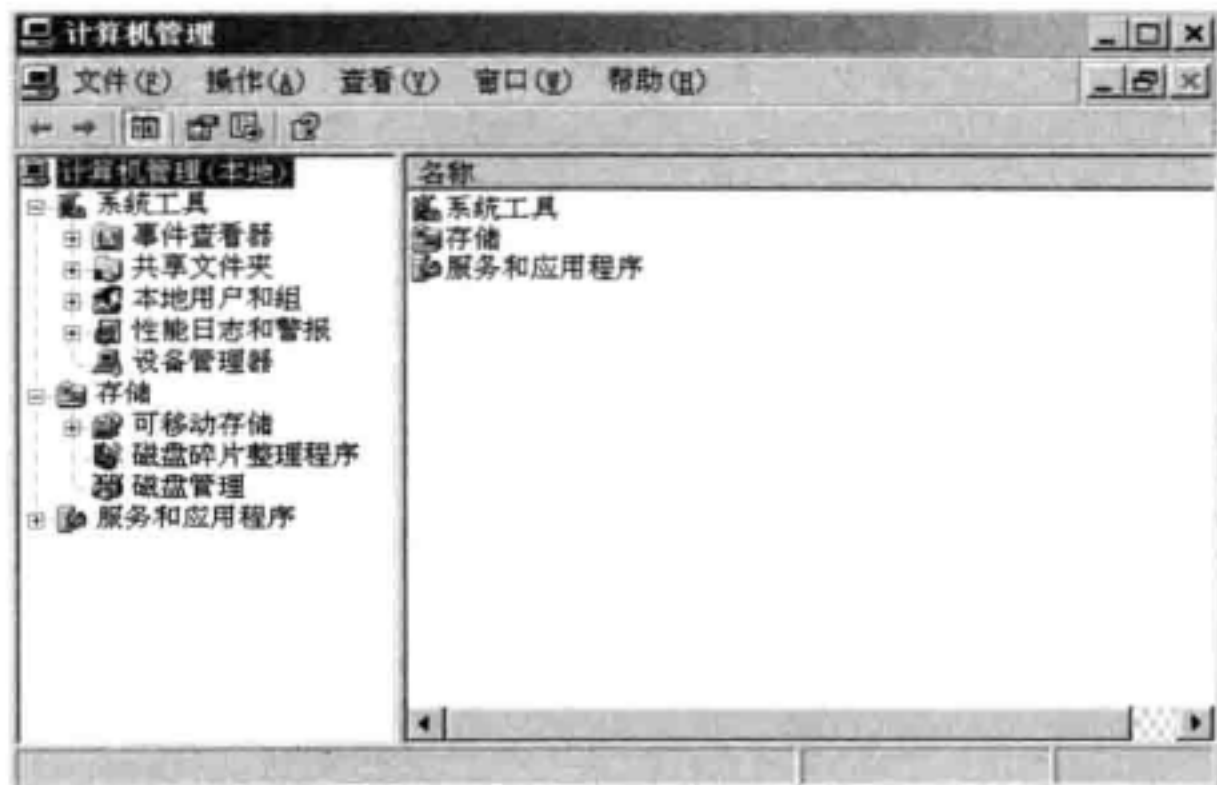 计算机管理
文件(F) 操作(A) 查看(V) 窗口(W) 帮助(H)
计算机管理(本地)
系统工具
事件查看器
共享文件夹
本地用户和组
性能日志和警报
设备管理器
存储
可移动存储
磁盘碎片整理程序
磁盘管理
服务和应用程序
名称
系统工具
存储
服务和应用程序